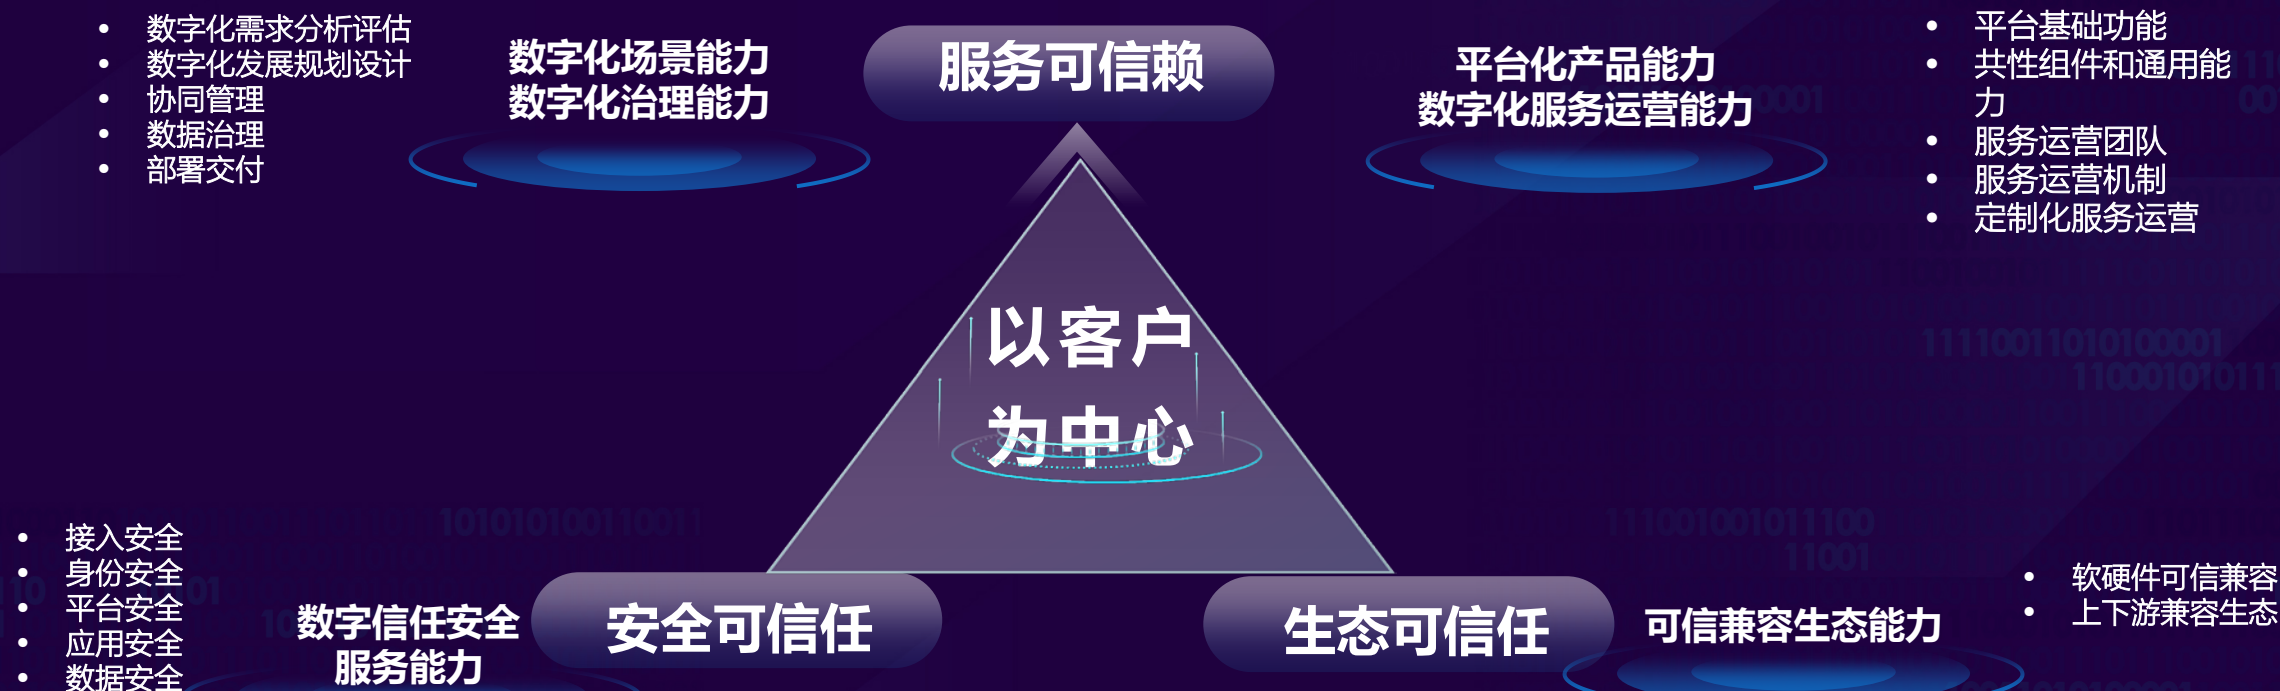 数字化需求分析评估
数字化发展规划设计
协同管理
数据治理
部署交付
数字化场景能力
数字化治理能力
服务可信赖
平台化产品能力
数字化服务运营能力
平台基础功能
共性组件和通用能
力
服务运营团队
服务运营机制
定制化服务运营
以客户
为中心
接入安全
身份安全
平台安全
应用安全
数据安全
数字信任安全
服务能力
安全可信任
生态可信任
可信兼容生态能力
软硬件可信兼容
上下游兼容生态